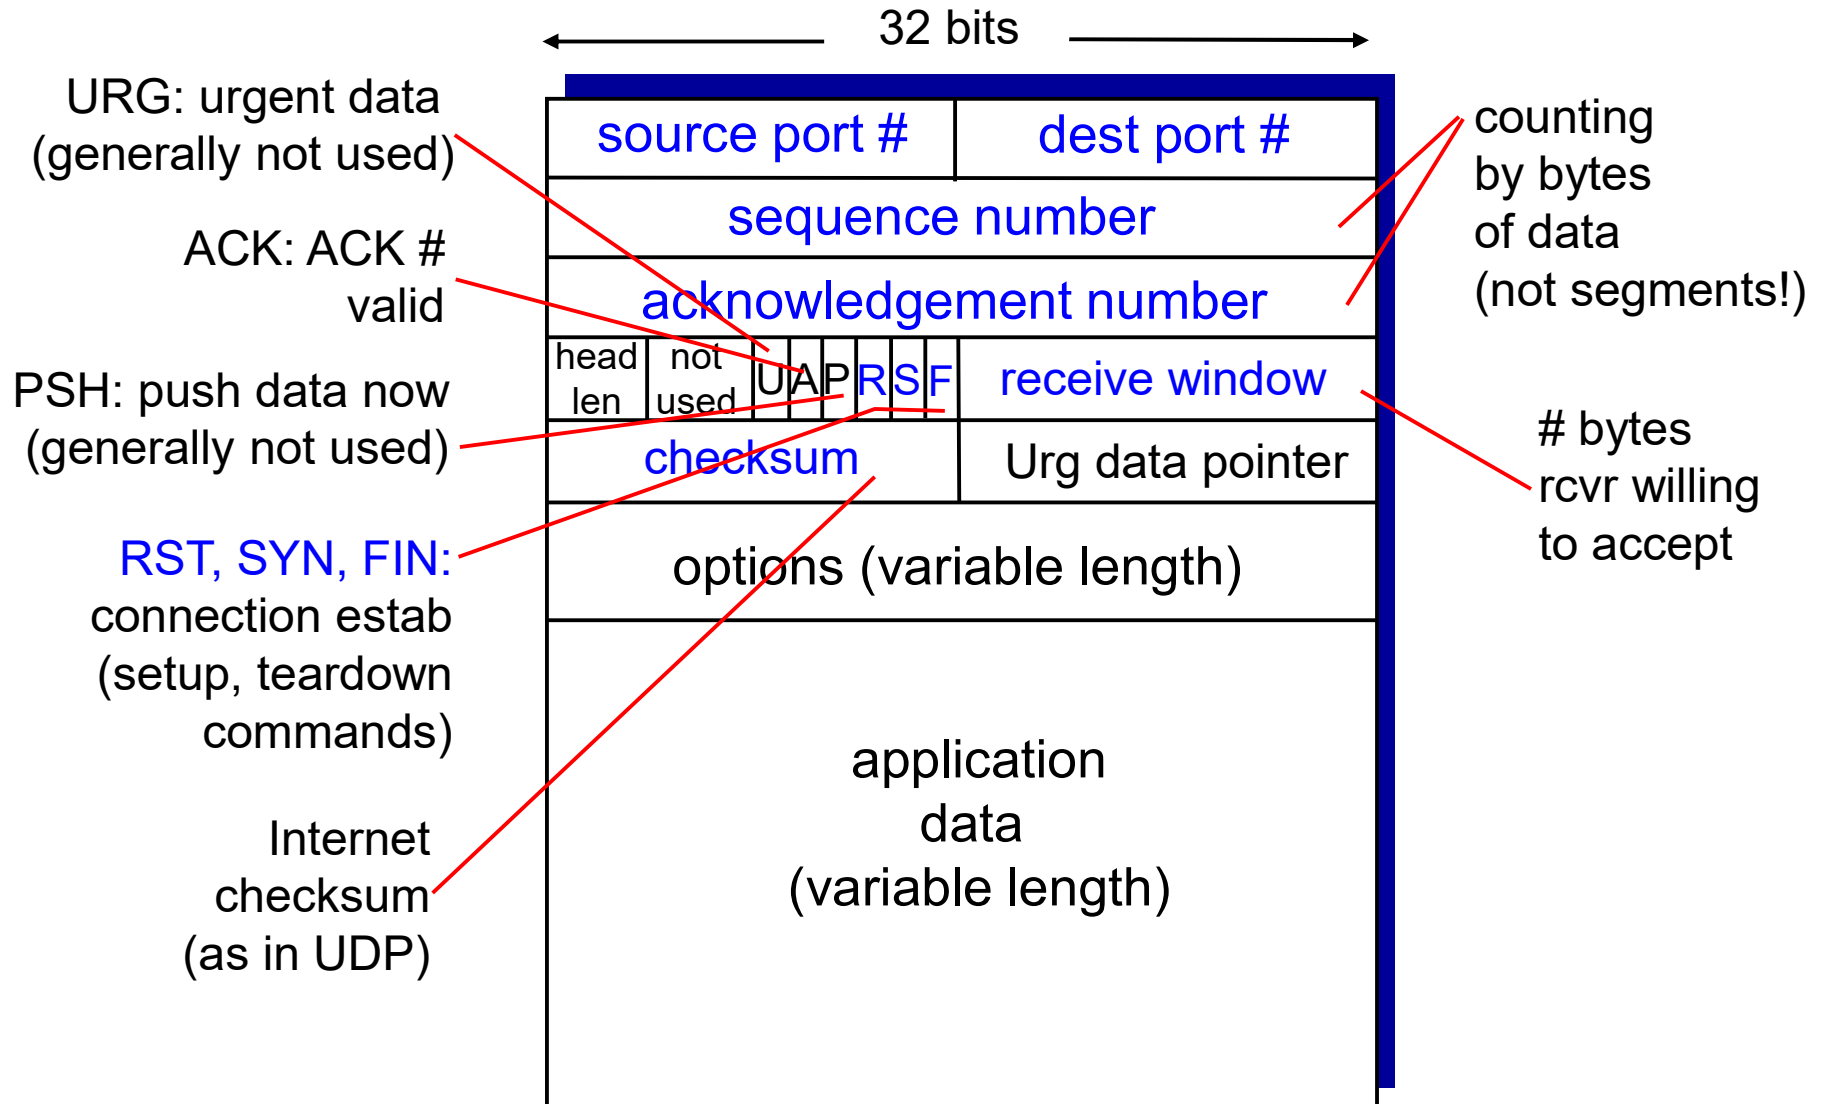 32 bits
URG: urgent data
(generally not used)
ACK: ACK #
valid
PSH: push data now
(generally not used)
RST, SYN, FIN:
connection estab
(setup, teardown
commands)
Internet
checksum
(as in UDP)
source port #
dest port #
sequence number
acknowledgement number
head
len
not
used
U
A
P
R
S
F
receive window
checksum
Urg data pointer
options (variable length)
application
data
(variable length)
counting
by bytes
of data
(not segments!)
# bytes
rcvr willing
to accept